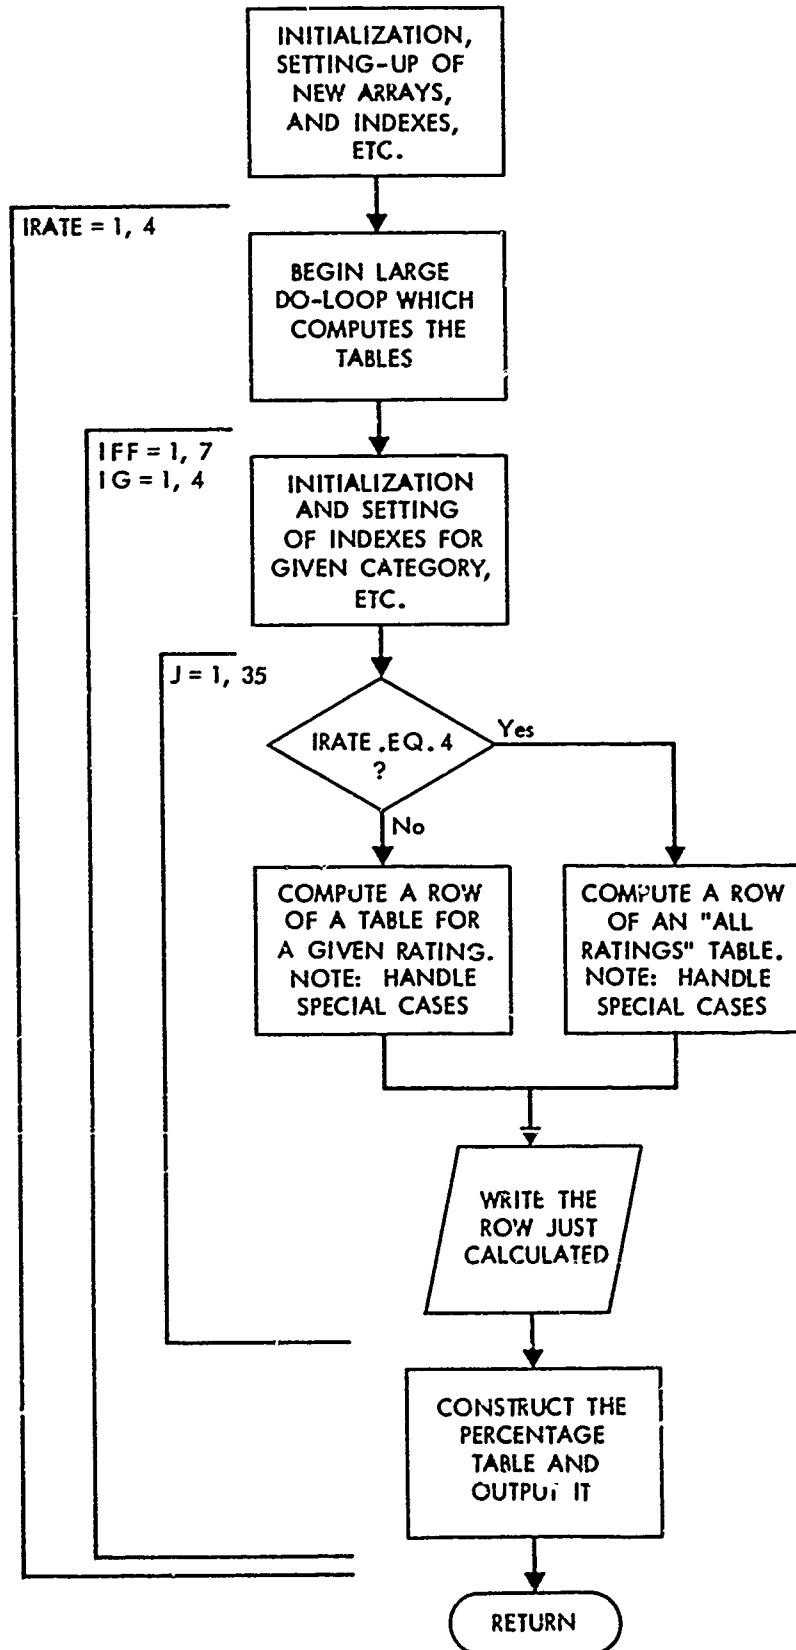 INITIALIZATION,
SETTING-UP OF
NEW ARRAYS,
AND INDEXES,
ETC.
IRATE = 1, 4
BEGIN LARGE
DO-LOOP WHICH
COMPUTES THE
TABLES
IFF = 1, 7
IG = 1, 4
INITIALIZATION
AND SETTING
OF INDEXES FOR
GIVEN CATEGORY,
ETC.
J = 1, 35
IRATE .EQ. 4
?
Yes
No
COMPUTE A ROW
OF A TABLE FOR
A GIVEN RATING.
NOTE: HANDLE
SPECIAL CASES
COMPUTE A ROW
OF AN "ALL
RATINGS" TABLE.
NOTE: HANDLE
SPECIAL CASES
WRITE THE
ROW JUST
CALCULATED
CONSTRUCT THE
PERCENTAGE
TABLE AND
OUTPUT IT
RETURN